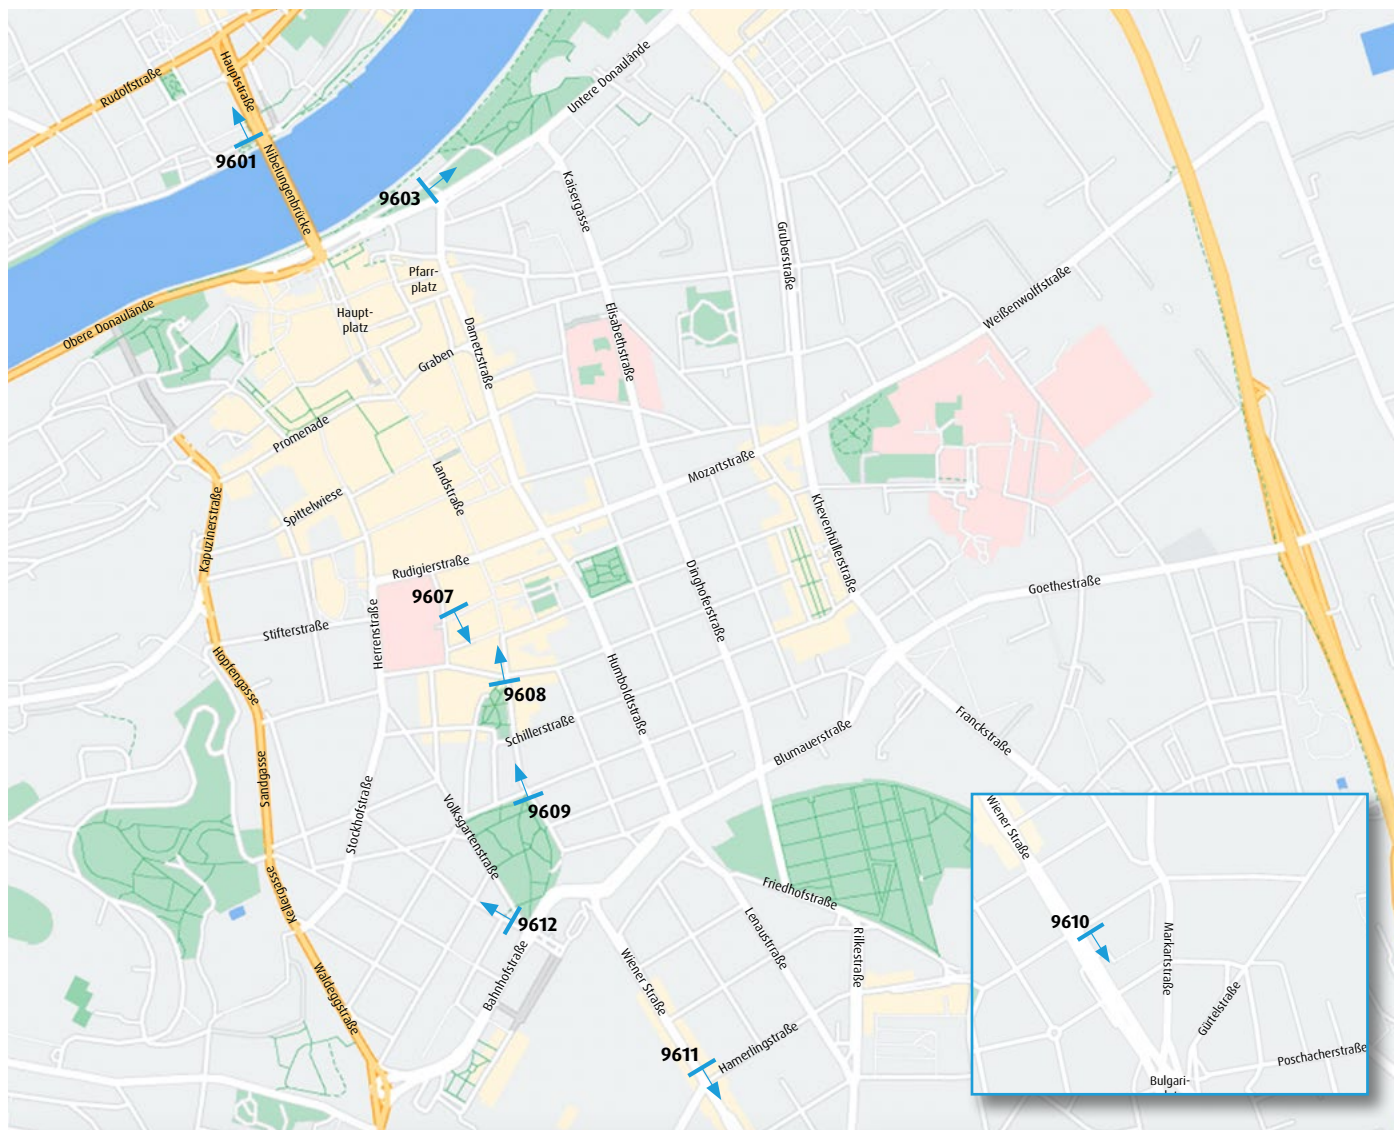 Rudolfstraße
Hauptstraße
9601
Nibelungenbrücke
Untere Donaulände
9603
Kaisergasse
Gruberstraße
Obere Donaulände
Pfarr-
platz
Haupt-
platz
Weißenwolffstraße
Dametzstraße
Elisabethstraße
Graben
Promenade
Mozartstraße
Landstraße
Spittelwiese
Kapuzinerstraße
Khevenhüllerstraße
Rudigierstraße
Dinghoferstraße
Goethestraße
9607
Stifterstraße
Herrenstraße
Hopfengasse
9608
Humboldtstraße
Schillerstraße
Blumauerstraße
Franckstraße
Sandgasse
Stockhofstraße
Volksgartenstraße
9609
Kellergasse
Friedhofstraße
9612
Lenaustraße
Rilkestraße
Bahnhofstraße
Wiener Straße
Waldeggstraße
9611
Hamerlingstraße
Wiener Straße
9610
Markartstraße
Gürtelstraße
Poschacherstraße
Bulgari-